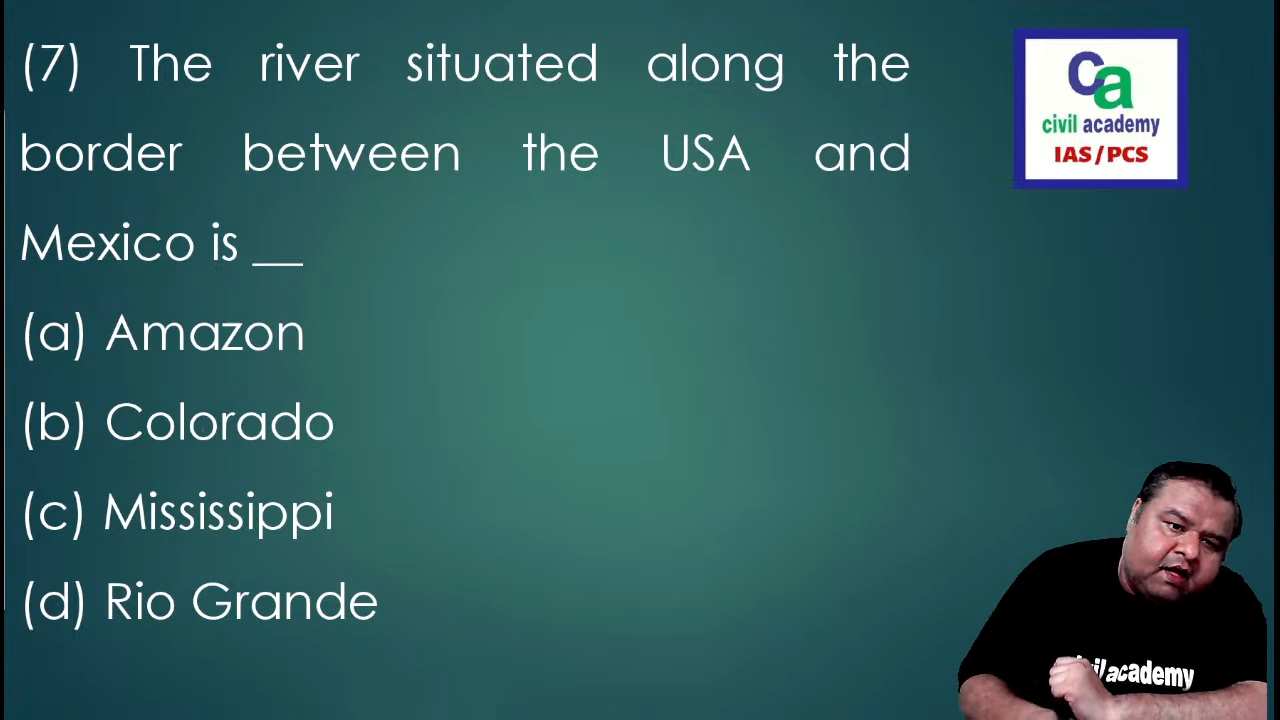 (7) The river situated along the
border between the USA and
Mexico is __
(a) Amazon
(b) Colorado
(c) Mississippi
(d) Rio Grande
ca
civil academy
IAS/PCS
academy